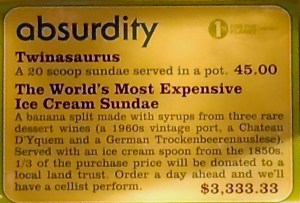 absurdity
Twinasaurus
A 20 scoop sundae served in a pot. 45.00
The World's Most Expensive
Ice Cream Sundae
A banana split made with syrups from three rare
dessert wines (a 1960s vintage port, a Chateau
D'Yquem and a German Trockenbeerenauslese).
Served with an ice cream spoon from the 1850s.
1/3 of the purchase price will be donated to a
local land trust. Order a day ahead and we'll
have a cellist perform. $3,333.33